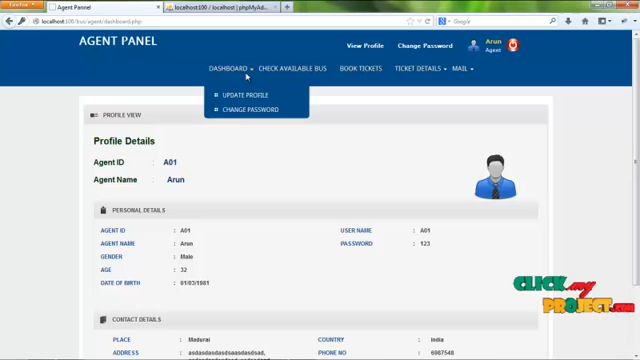 Firefox
Agent Panel
localhost:100 / localhost | phpMyAd...
localhost:100/bus/agent/dashboard.php
Google
AGENT PANEL
View Profile
Change Password
Arun
Agent
DASHBOARD
CHECK AVAILABLE BUS
BOOK TICKETS
TICKET DETAILS
MAIL
UPDATE PROFILE
CHANGE PASSWORD
PROFILE VIEW
Profile Details
Agent ID : A01
Agent Name : Arun
PERSONAL DETAILS
AGENT ID : A01
USER NAME : A01
AGENT NAME : Arun
PASSWORD : 123
GENDER : Male
AGE : 32
DATE OF BIRTH : 01/03/1981
CLICK my PROJECT.com
CONTACT DETAILS
PLACE : Madurai
COUNTRY : india
ADDRESS : asdasdasdsaasdasdsad,
PHONE NO : 6987548